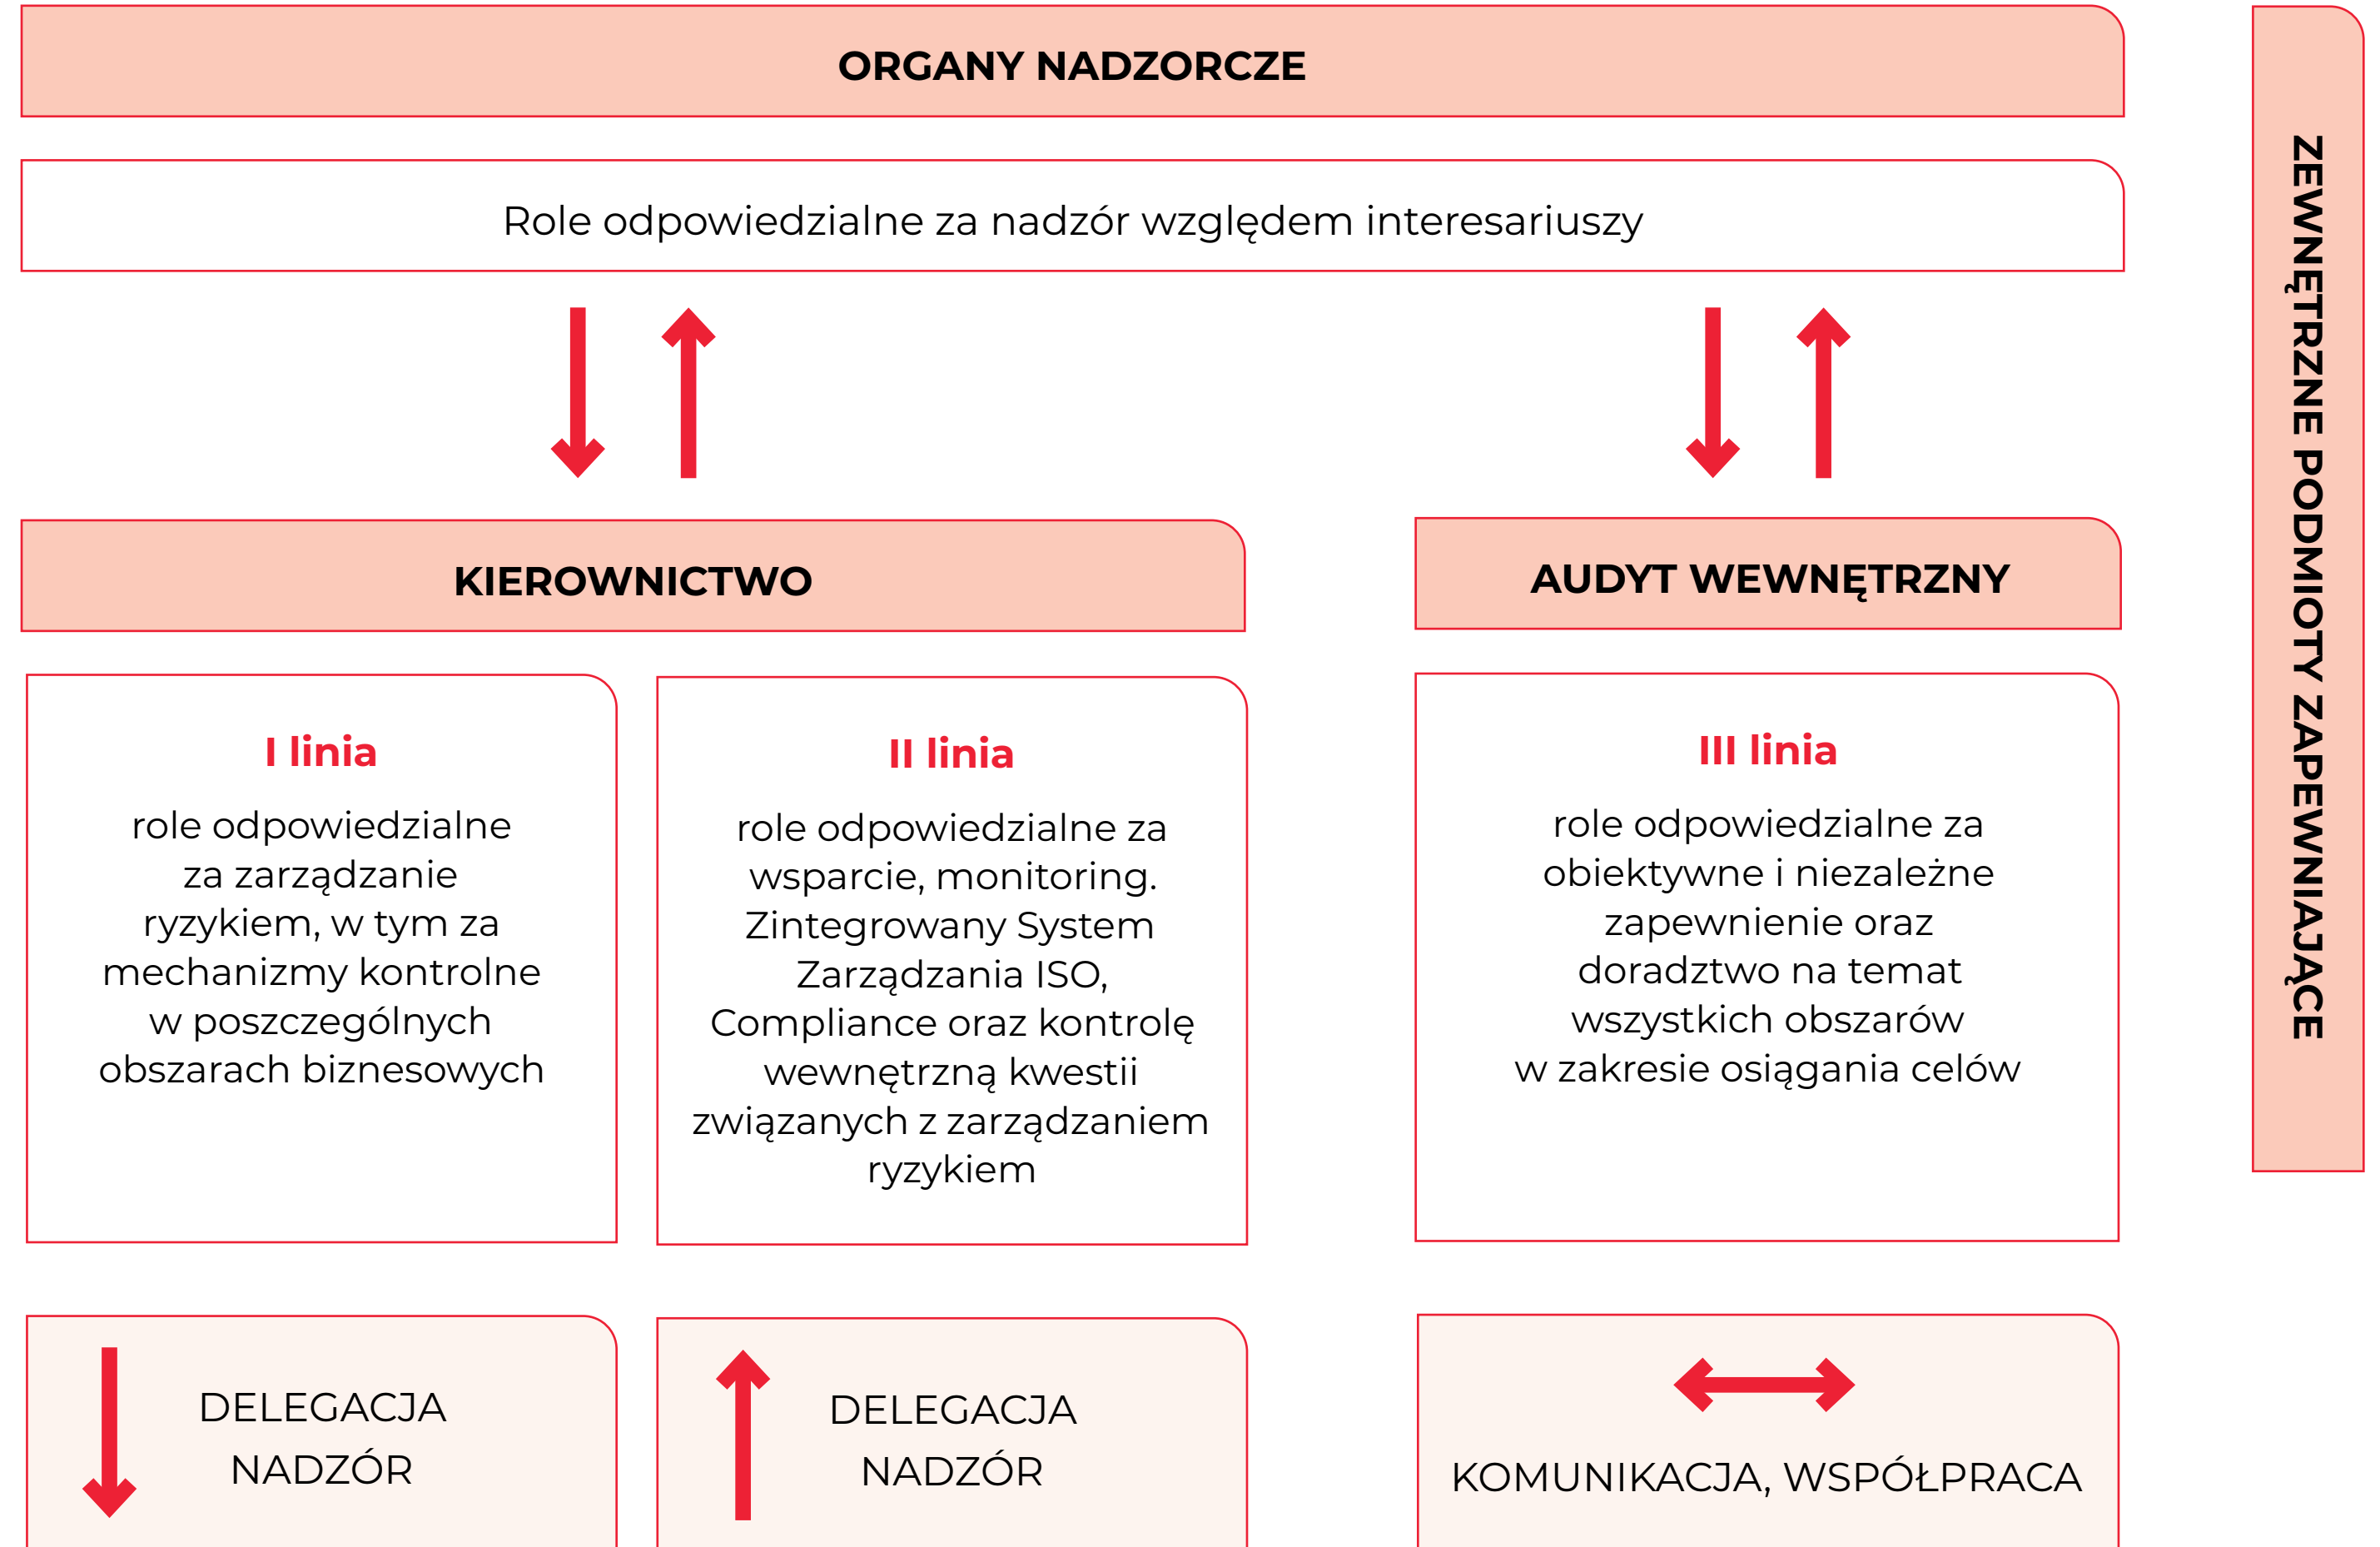 ORGANY NADZORCZE
Role odpowiedzialne za nadzór względem interesariuszy
KIEROWNICTWO
AUDYT WEWNĘTRZNY
I linia
role odpowiedzialne
za zarządzanie
ryzykiem, w tym za
mechanizmy kontrolne
w poszczególnych
obszarach biznesowych
II linia
role odpowiedzialne za
wsparcie, monitoring.
Zintegrowany System
Zarządzania ISO,
Compliance oraz kontrolę
wewnętrzną kwestii
związanych z zarządzaniem
ryzykiem
III linia
role odpowiedzialne za
obiektywne i niezależne
zapewnienie oraz
doradztwo na temat
wszystkich obszarów
w zakresie osiągania celów
DELEGACJA
NADZÓR
DELEGACJA
NADZÓR
KOMUNIKACJA, WSPÓŁPRACA
ZEWNĘTRZNE PODMIOTY ZAPEWNIAJĄCE